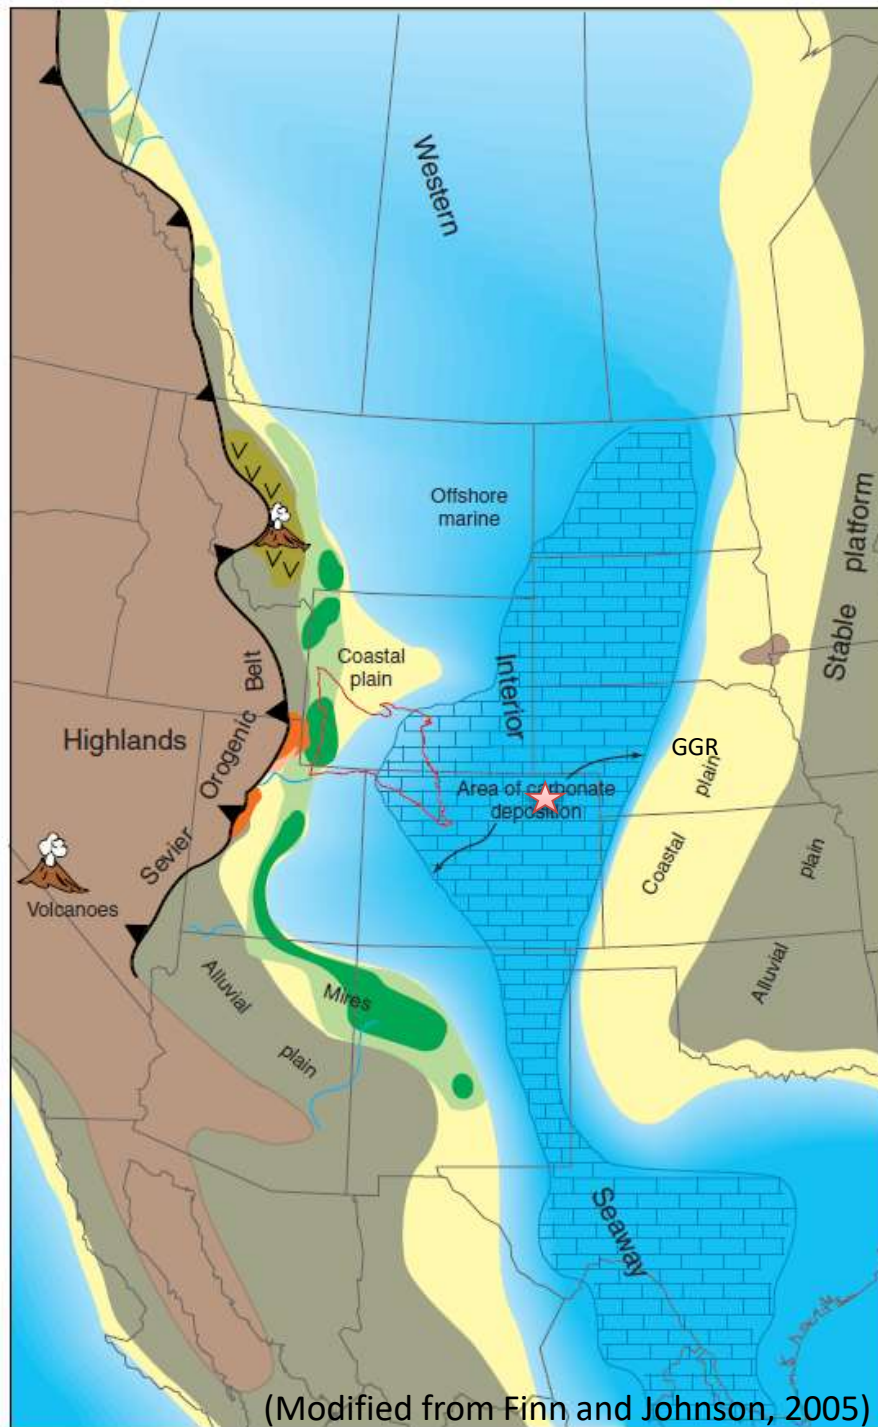 Western
Offshore
marine
Stable platform
Belt
Coastal
plain
Interior
Orogenic
Highlands
GGR
plain
Area of carbonate
deposition
Sevier
Coastal
plain
Volcanoes
Alluvial
plain
Mires
Alluvial
Seaway
(Modified from Finn and Johnson, 2005)